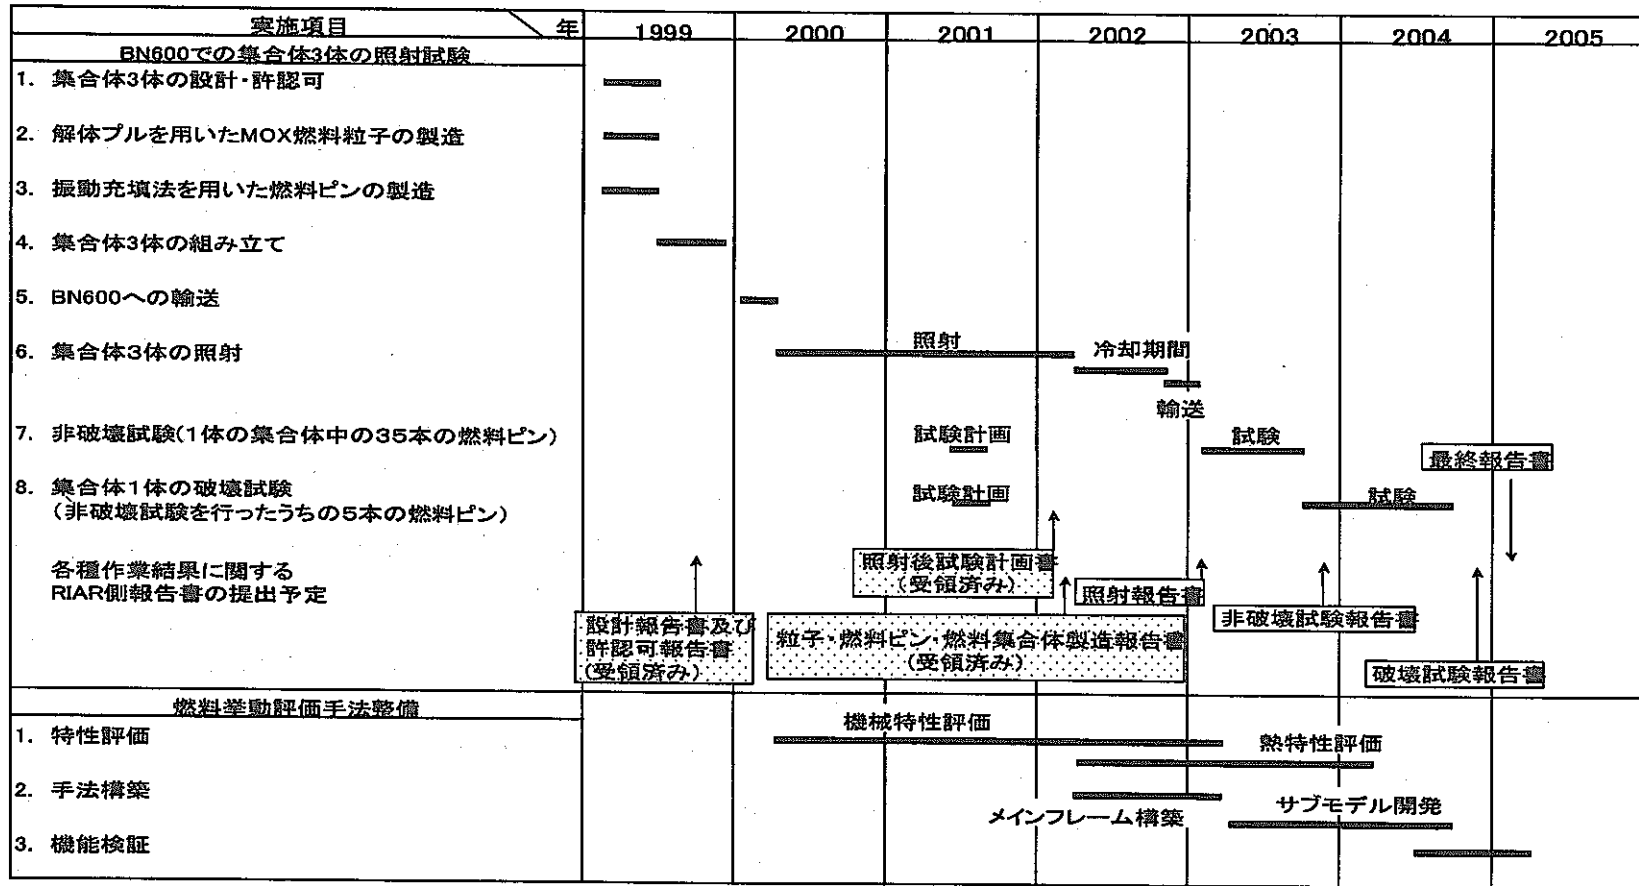 実施項目 年 1999 2000 2001 2002 2003 2004 2005
BN600での集合体3体の照射試験
1. 集合体3体の設計・許認可
2. 解体プルを用いたMOX燃料粒子の製造
3. 振動充填法を用いた燃料ピンの製造
4. 集合体3体の組み立て
5. BN600への輸送
6. 集合体3体の照射
照射
冷却期間
輸送
7. 非破壊試験(1体の集合体中の35本の燃料ピン)
試験計画
試験
最終報告書
8. 集合体1体の破壊試験
(非破壊試験を行ったうちの5本の燃料ピン)
試験計画
試験
各種作業結果に関する
RIAR側報告書の提出予定
照射後試験計画書
(受領済み)
照射報告書
非破壊試験報告書
設計報告書及び
許認可報告書
(受領済み)
粒子・燃料ピン・燃料集合体製造報告書
(受領済み)
破壊試験報告書
燃料挙動評価手法整備
1. 特性評価
機械特性評価
熱特性評価
2. 手法構築
メインフレーム構築
サブモデル開発
3. 機能検証